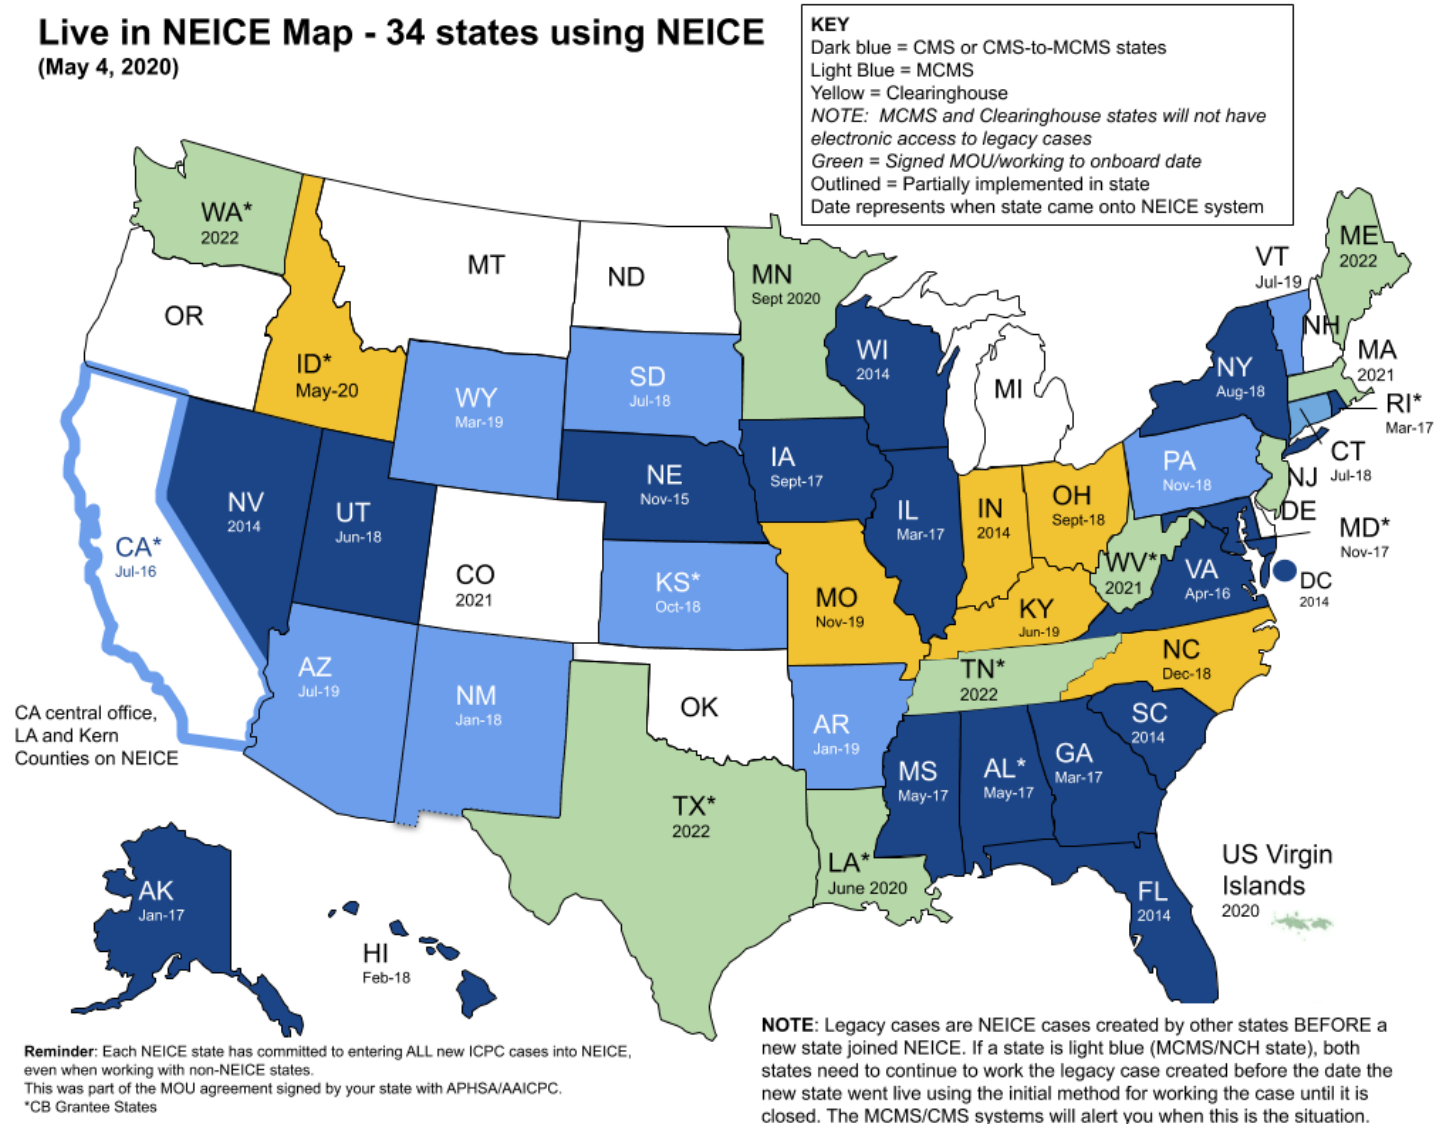 Live in NEICE Map - 34 states using NEICE
(May 4, 2020)
KEY
Dark blue = CMS or CMS-to-MCMS states
Light Blue = MCMS
Yellow = Clearinghouse
NOTE:  MCMS and Clearinghouse states will not have
electronic access to legacy cases
Green = Signed MOU/working to onboard date
Outlined = Partially implemented in state
Date represents when state came onto NEICE system
WA*
2022
OR
MT
ID*
May-20
ND
MN
Sept 2020
WY
Mar-19
SD
Jul-18
WI
2014
MI
VT
Jul-19
ME
2022
NH
NY
Aug-18
MA
2021
RI*
Mar-17
CT
Jul-18
NJ
DE
MD*
Nov-17
DC
2014
PA
Nov-18
CA*
Jul-16
NV
2014
UT
Jun-18
CO
2021
NE
Nov-15
IA
Sept-17
IL
Mar-17
IN
2014
OH
Sept-18
WV*
2021
VA
Apr-16
KS*
Oct-18
MO
Nov-19
KY
Jun-19
NC
Dec-18
TN*
2022
AZ
Jul-19
NM
Jan-18
OK
AR
Jan-19
SC
2014
MS
May-17
AL*
May-17
GA
Mar-17
TX*
2022
LA*
June 2020
FL
2014
CA central office,
LA and Kern
Counties on NEICE
AK
Jan-17
HI
Feb-18
US Virgin
Islands
2020
Reminder: Each NEICE state has committed to entering ALL new ICPC cases into NEICE,
even when working with non-NEICE states.
This was part of the MOU agreement signed by your state with APHSA/AAICPC.
*CB Grantee States
NOTE: Legacy cases are NEICE cases created by other states BEFORE a
new state joined NEICE. If a state is light blue (MCMS/NCH state), both
states need to continue to work the legacy case created before the date the
new state went live using the initial method for working the case until it is
closed. The MCMS/CMS systems will alert you when this is the situation.